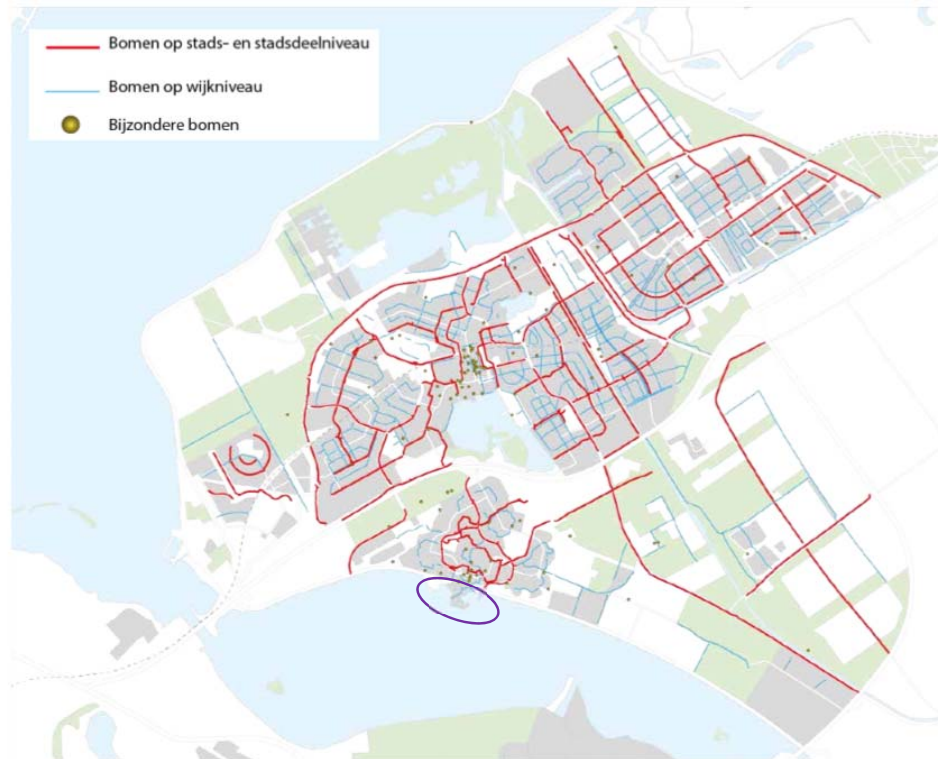 Bomen op stads- en stadsdeelniveau
Bomen op wijkniveau
Bijzondere bomen